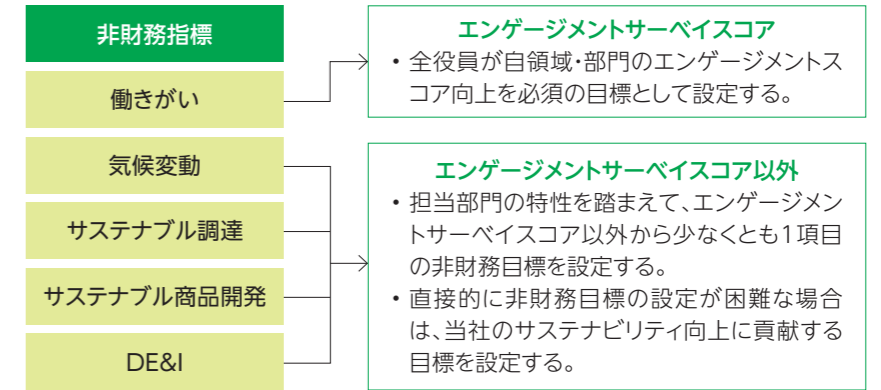 非財務指標
働きがい
気候変動
サステナブル調達
サステナブル商品開発
DE&I
エンゲージメントサーベイスコア
• 全役員が自領域・部門のエンゲージメントス
コア向上を必須の目標として設定する。
エンゲージメントサーベイスコア以外
• 担当部門の特性を踏まえて、エンゲージメン
トサーベイスコア以外から少なくとも1項目
の非財務目標を設定する。
• 直接的に非財務目標の設定が困難な場合
は、当社のサステナビリティ向上に貢献する
目標を設定する。